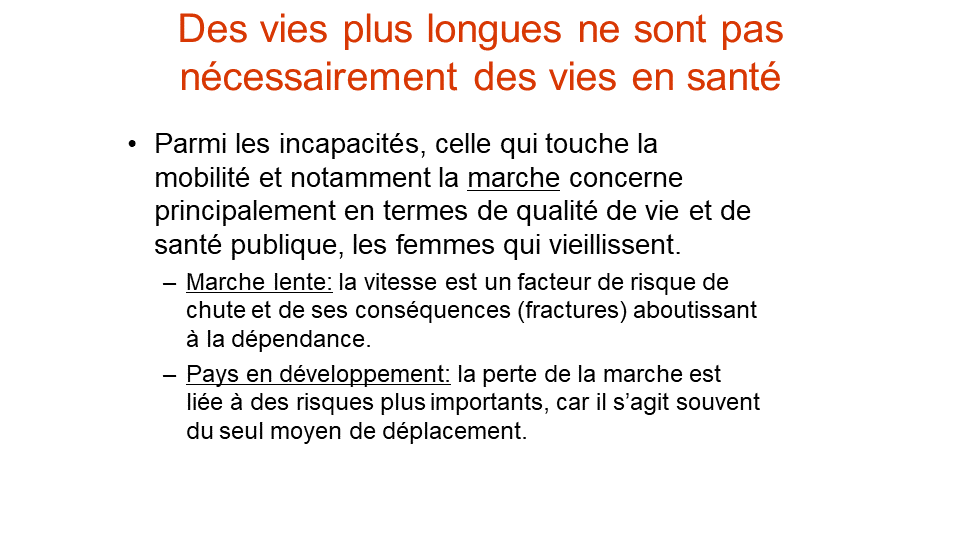 Des vies plus longues ne sont pas
nécessairement des vies en santé
• Parmi les incapacités, celle qui touche la
mobilité et notamment la marche concerne
principalement en termes de qualité de vie et de
santé publique, les femmes qui vieillissent.
– Marche lente: la vitesse est un facteur de risque de
chute et de ses conséquences (fractures) aboutissant
à la dépendance.
– Pays en développement: la perte de la marche est
liée à des risques plus importants, car il s’agit souvent
du seul moyen de déplacement.